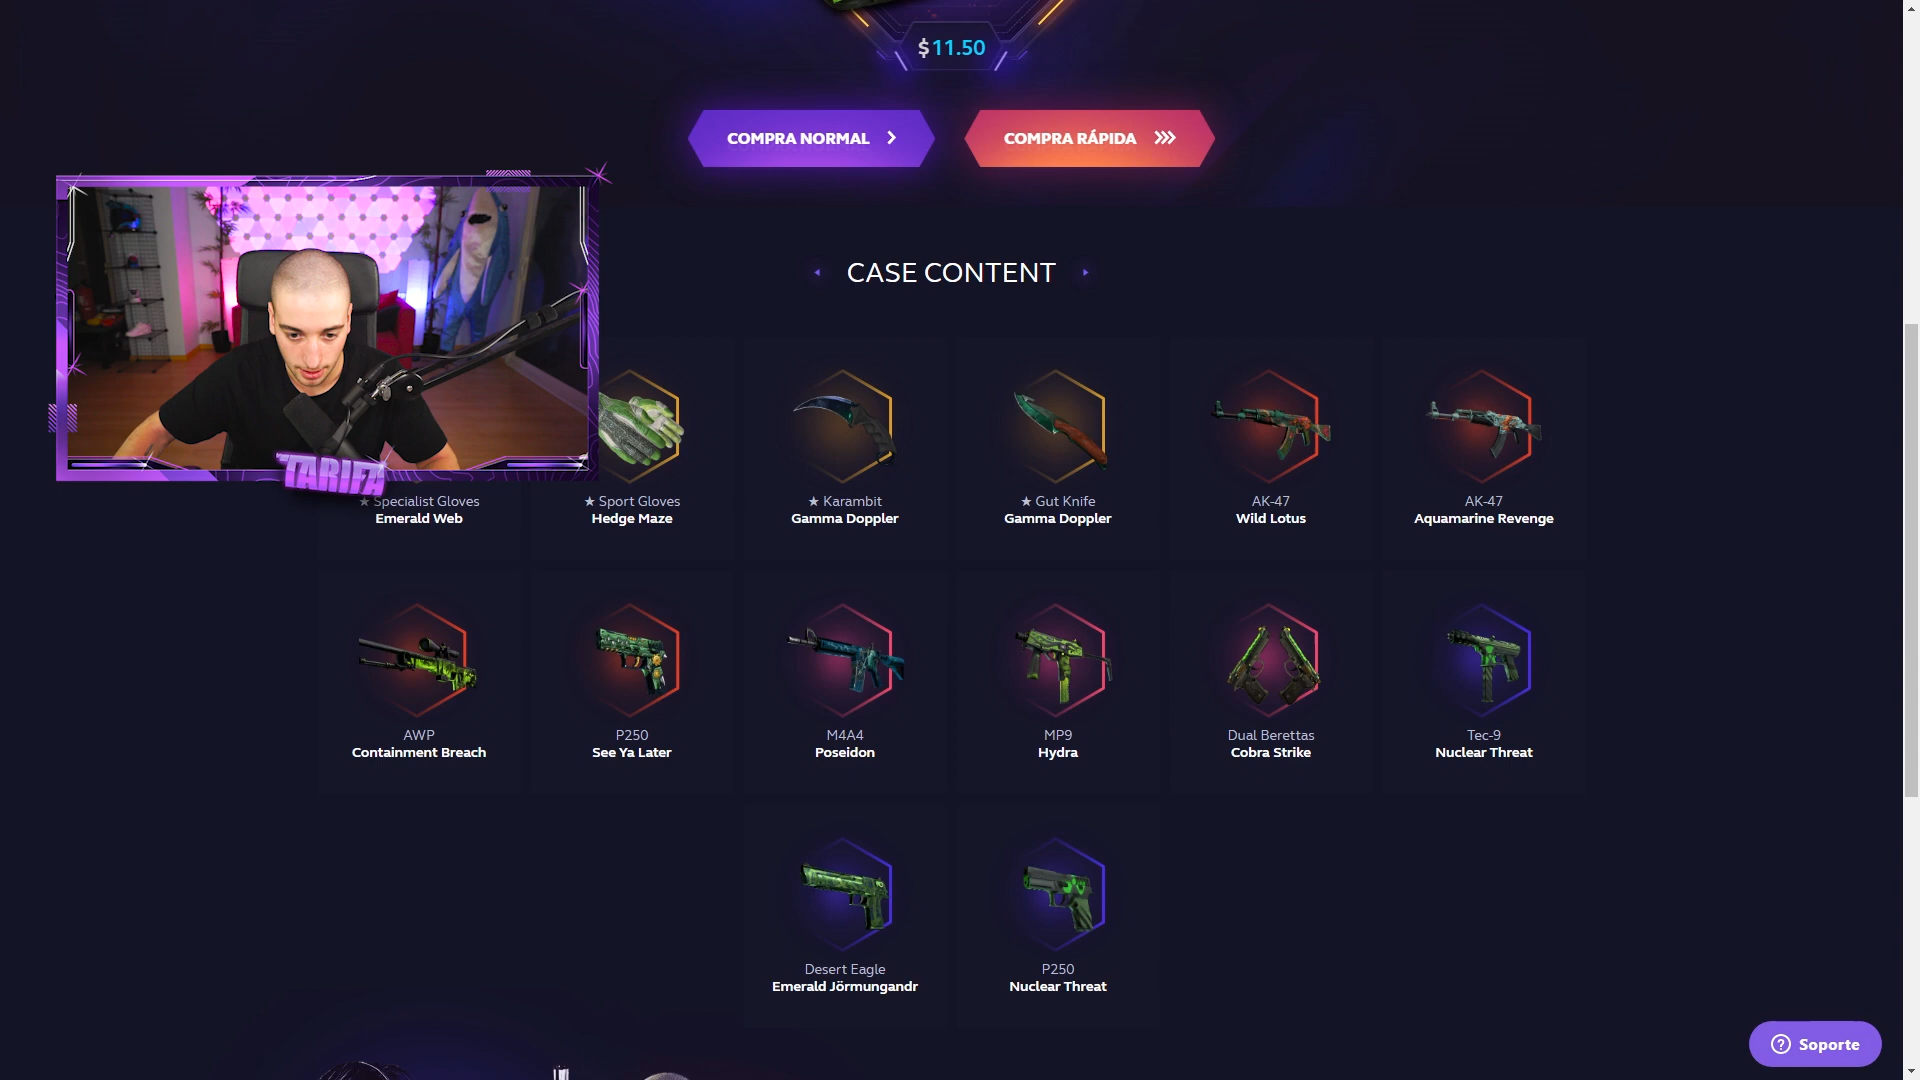 $11.50
COMPRA NORMAL
COMPRA RÁPIDA
CASE CONTENT
TARIFA
★ Specialist Gloves
Emerald Web
★ Sport Gloves
Hedge Maze
★ Karambit
Gamma Doppler
★ Gut Knife
Gamma Doppler
AK-47
Wild Lotus
AK-47
Aquamarine Revenge
AWP
Containment Breach
P250
See Ya Later
M4A4
Poseidon
MP9
Hydra
Dual Berettas
Cobra Strike
Tec-9
Nuclear Threat
Desert Eagle
Emerald Jörmungandr
P250
Nuclear Threat
Soporte